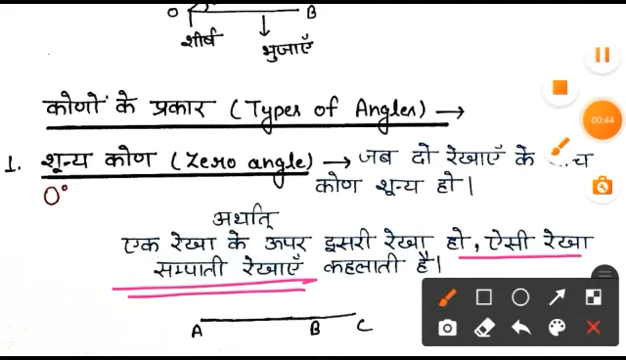 O B
शीर्ष भुजाएँ
कोणों के प्रकार (Types of Angles) →
00:44
1. शून्य कोण (Zero angle) → जब दो रेखाएँ के च
0° कोण शून्य हो।
अर्थात्
एक रेखा के ऊपर दूसरी रेखा हो, ऐसी रेखा
सम्पाती रेखाएँ कहलाती है।
A B C